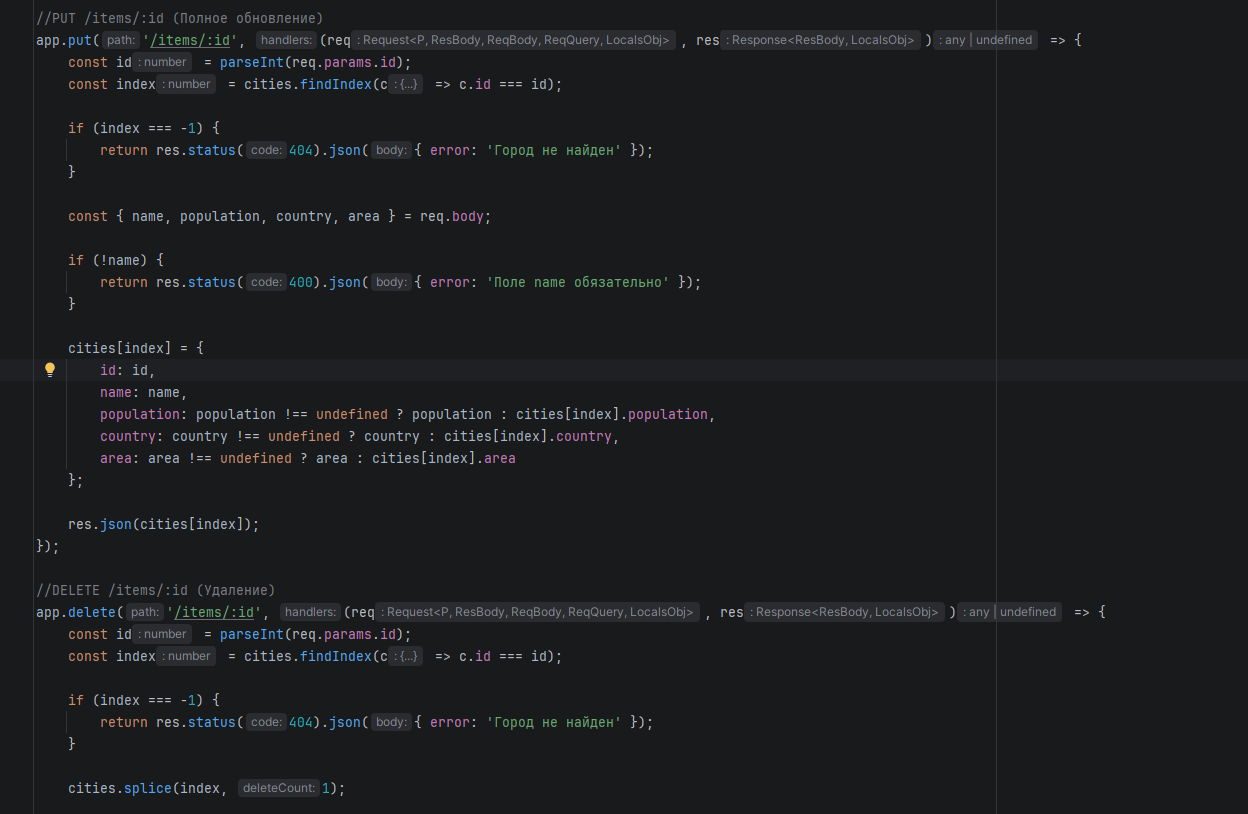 //PUT /items/:id (Полное обновление)
app.put( path: '/items/:id', handlers: (req : Request<P, ResBody, ReqBody, ReqQuery, LocalsObj> , res : Response<ResBody, LocalsObj> ) : any | undefined => {
    const id : number = parseInt(req.params.id);
    const index : number = cities.findIndex(c : {...} => c.id === id);

    if (index === -1) {
        return res.status( code: 404).json( body: { error: 'Город не найден' });
    }

    const { name, population, country, area } = req.body;

    if (!name) {
        return res.status( code: 400).json( body: { error: 'Поле name обязательно' });
    }

    cities[index] = {
        id: id,
        name: name,
        population: population !== undefined ? population : cities[index].population,
        country: country !== undefined ? country : cities[index].country,
        area: area !== undefined ? area : cities[index].area
    };

    res.json(cities[index]);
});

//DELETE /items/:id (Удаление)
app.delete( path: '/items/:id', handlers: (req : Request<P, ResBody, ReqBody, ReqQuery, LocalsObj> , res : Response<ResBody, LocalsObj> ) : any | undefined => {
    const id : number = parseInt(req.params.id);
    const index : number = cities.findIndex(c : {...} => c.id === id);

    if (index === -1) {
        return res.status( code: 404).json( body: { error: 'Город не найден' });
    }

    cities.splice(index, deleteCount: 1);